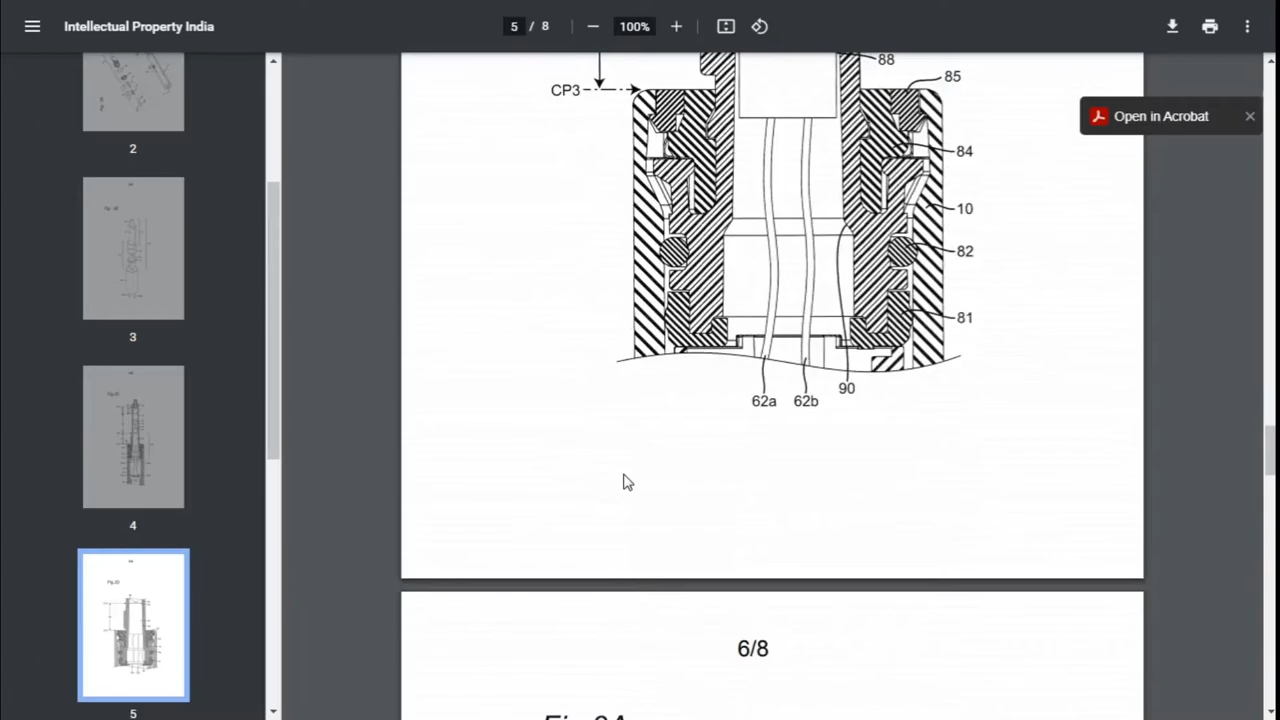 Intellectual Property India
5 / 8
100%
Open in Acrobat
2
3
4
5
88
85
CP3
84
10
82
81
90
62a
62b
6/8